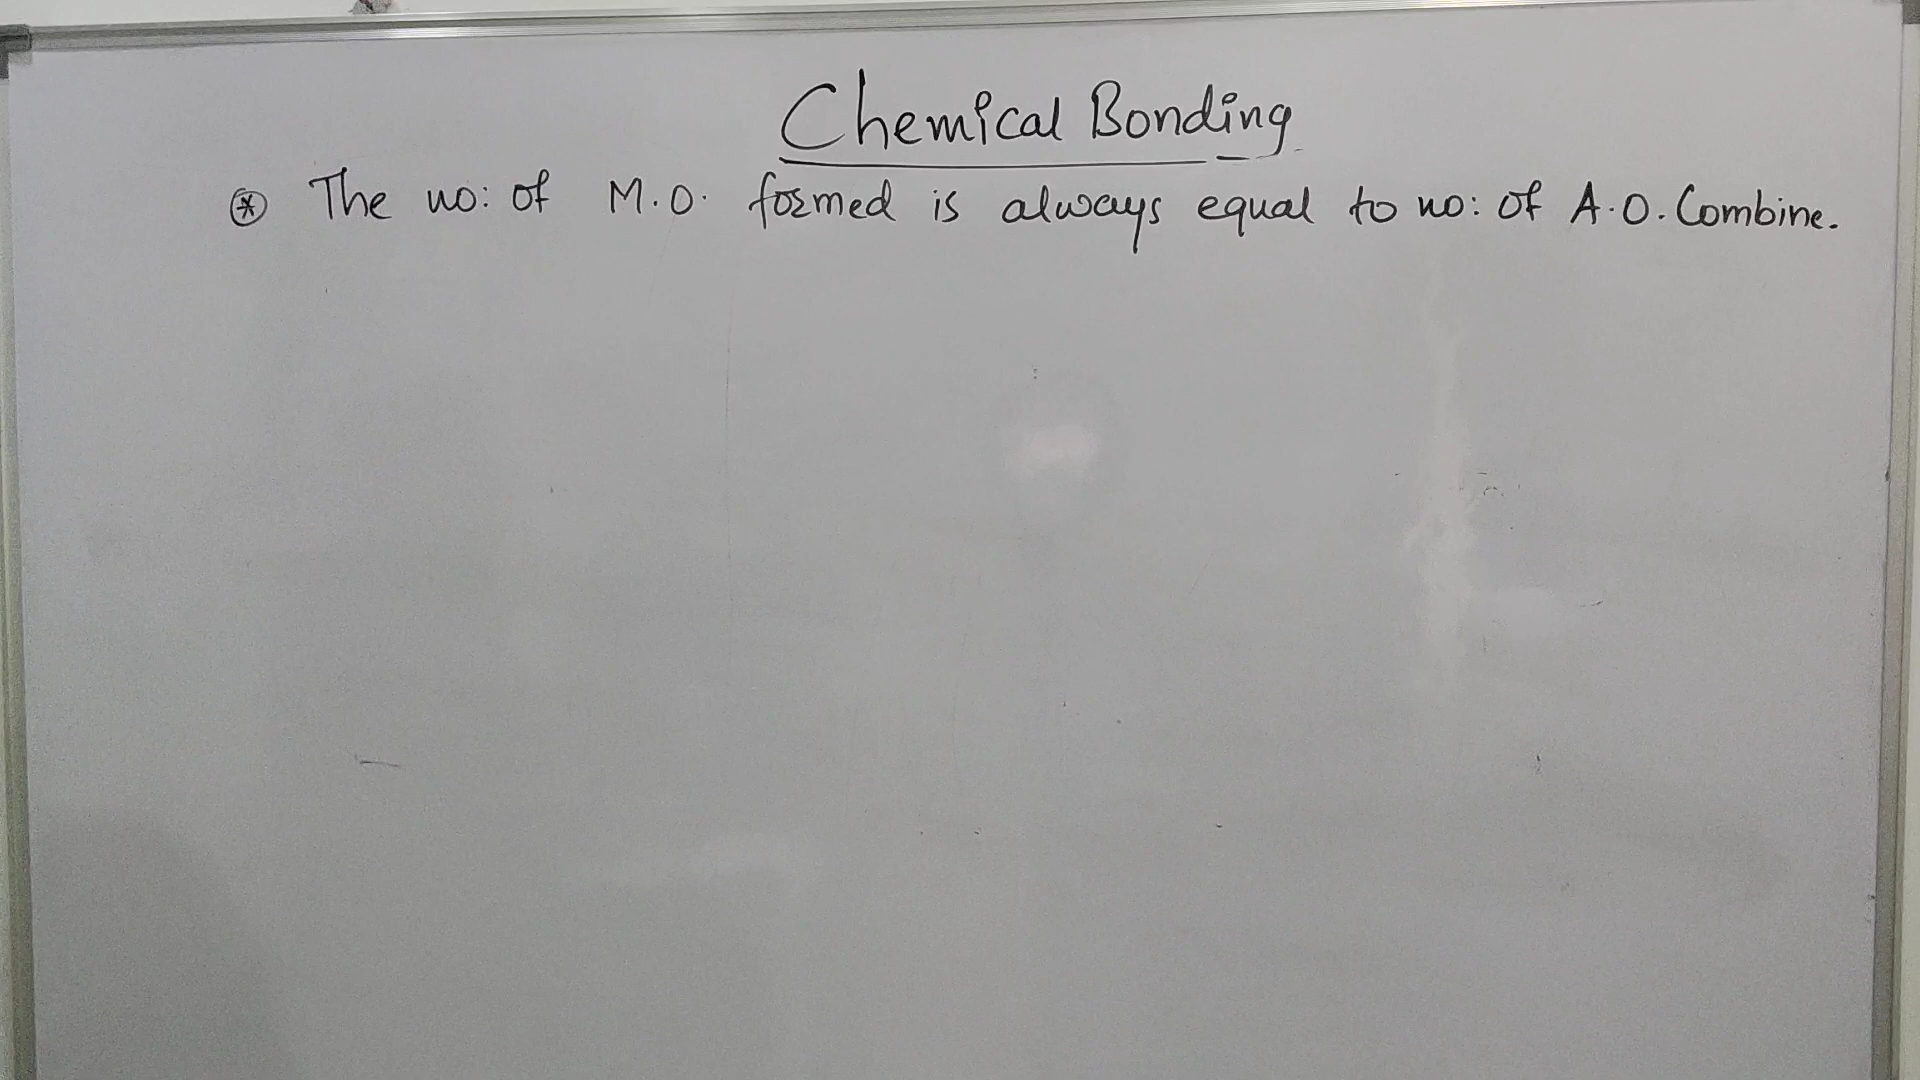 Chemical Bonding
⊛ The no: of M.O. formed is always equal to no: of A.O. Combine.